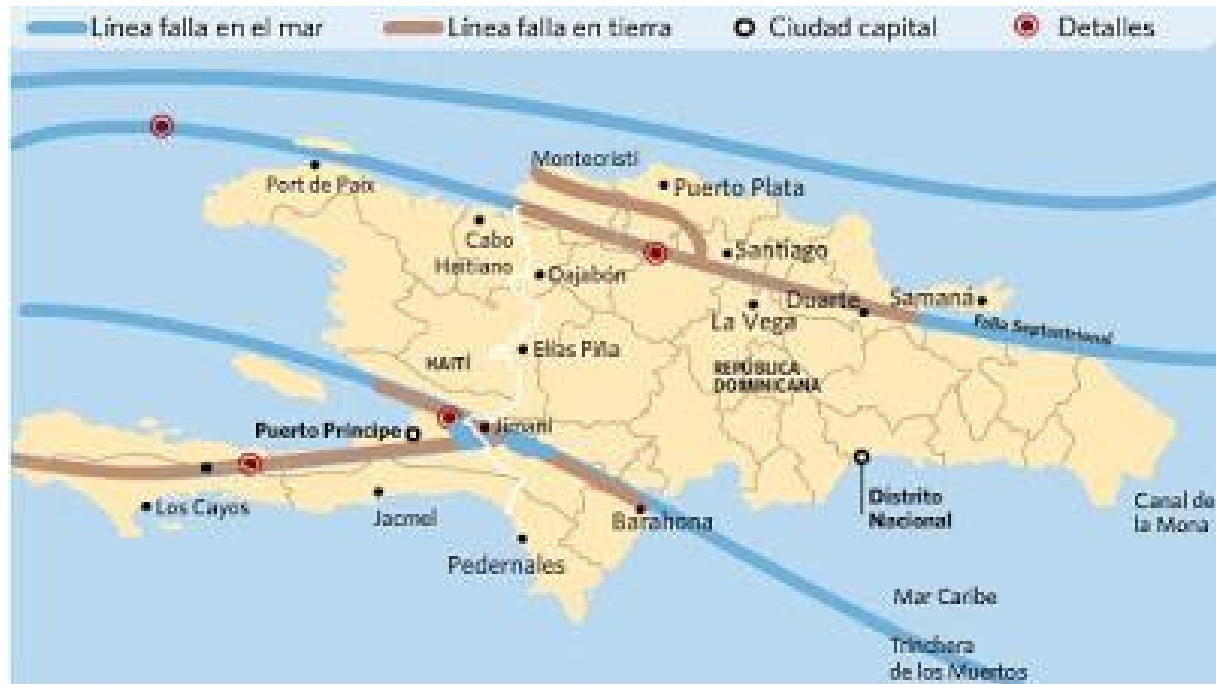 Línea falla en el mar
Línea falla en tierra
Ciudad capital
Detalles
Montecristi
Port de Paix
Puerto Plata
Cabo
Haitiano
Santiago
Dajabón
Duarte
Samaná
La Vega
Falla Septentrional
Elías Piña
HAITÍ
REPÚBLICA
DOMINICANA
Puerto Principe
Jimaní
Los Cayos
Jacmel
Barahona
Distrito
Nacional
Canal de
la Mona
Pedernales
Mar Caribe
Trinchera
de los Muertos